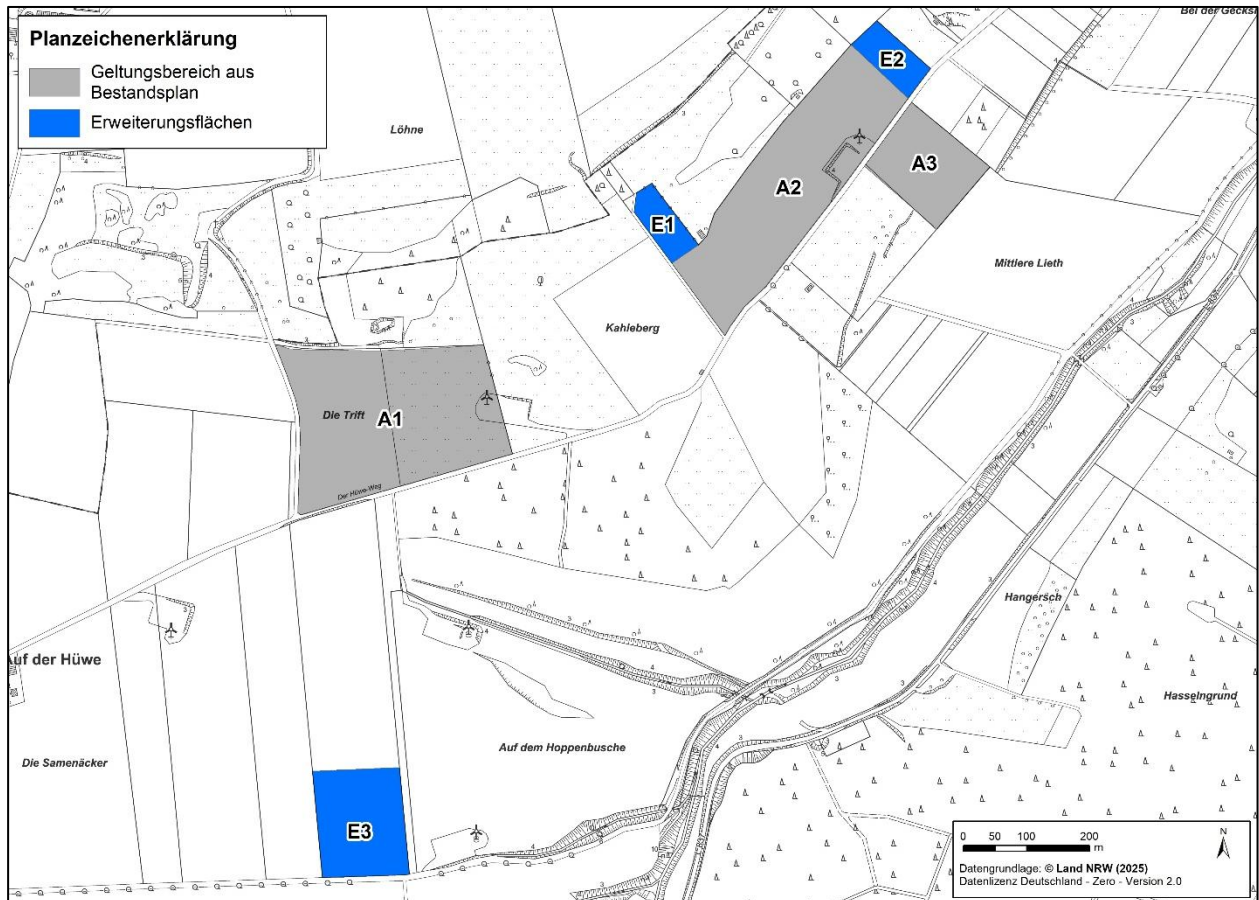 Planzeichenerklärung
Geltungsbereich aus
Bestandsplan
Erweiterungsflächen
Bei der Gecks
E2
Löhne
A3
A2
E1
Mittlere Lieth
Kahleberg
Die Trift
A1
Der Hüwe-Weg
Hangersch
Auf der Hüwe
Hasselngrund
Auf dem Hoppenbusche
Die Samenäcker
E3
0 50 100 200
m
N
Datengrundlage: © Land NRW (2025)
Datenlizenz Deutschland - Zero - Version 2.0